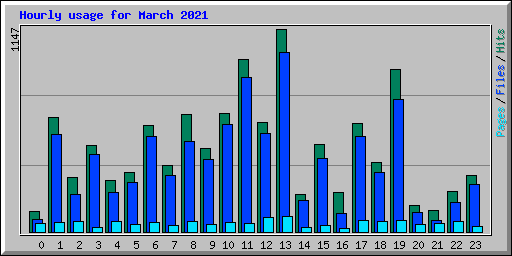 Hourly usage for March 2021
1147
Pages/Files/Hits
0 1 2 3 4 5 6 7 8 9 10 11 12 13 14 15 16 17 18 19 20 21 22 23